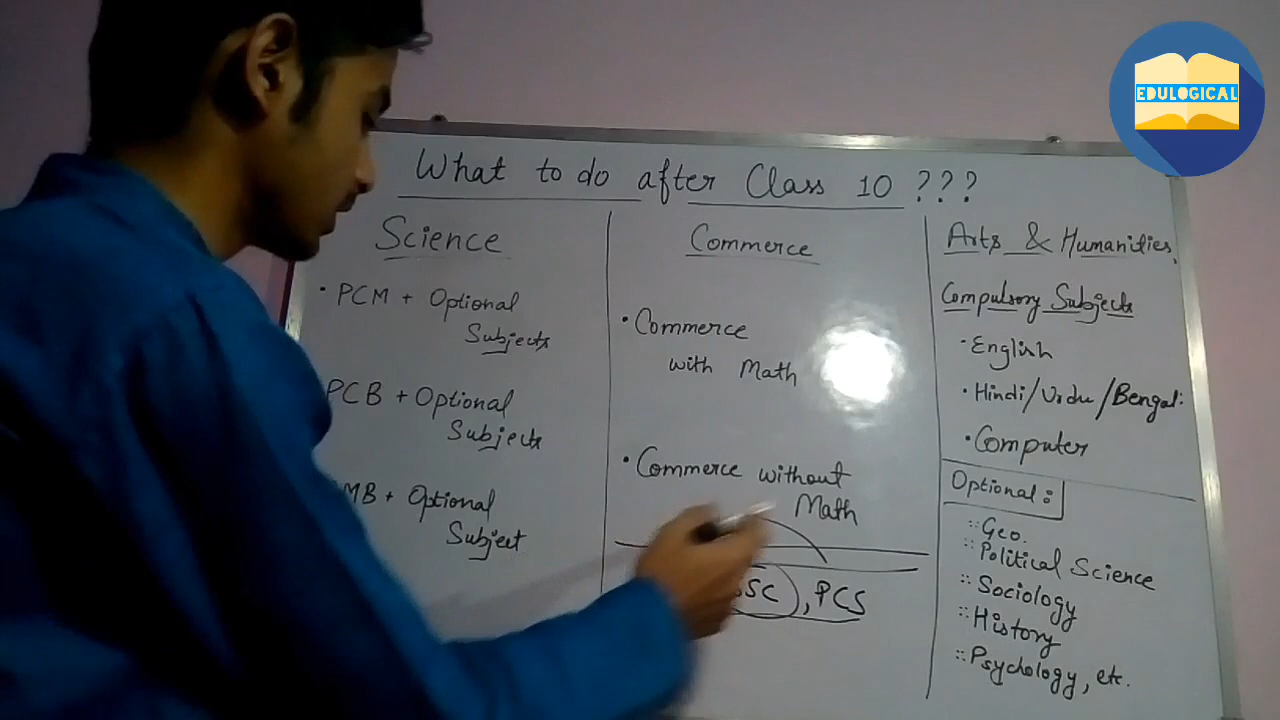 EDULOGICAL
What to do after Class 10 ???
Science
• PCM + Optional
Subjects
PCB + Optional
Subjects
MB + Optional
Subject
Commerce
• Commerce
with Math
• Commerce without
Math
SC, PCS
Arts & Humanities
Compulsory Subjects
• English
• Hindi/Urdu/Bengal:
• Computer
Optional:
:: Geo.
:: Political Science
:: Sociology
:: History
:: Psychology, etc.